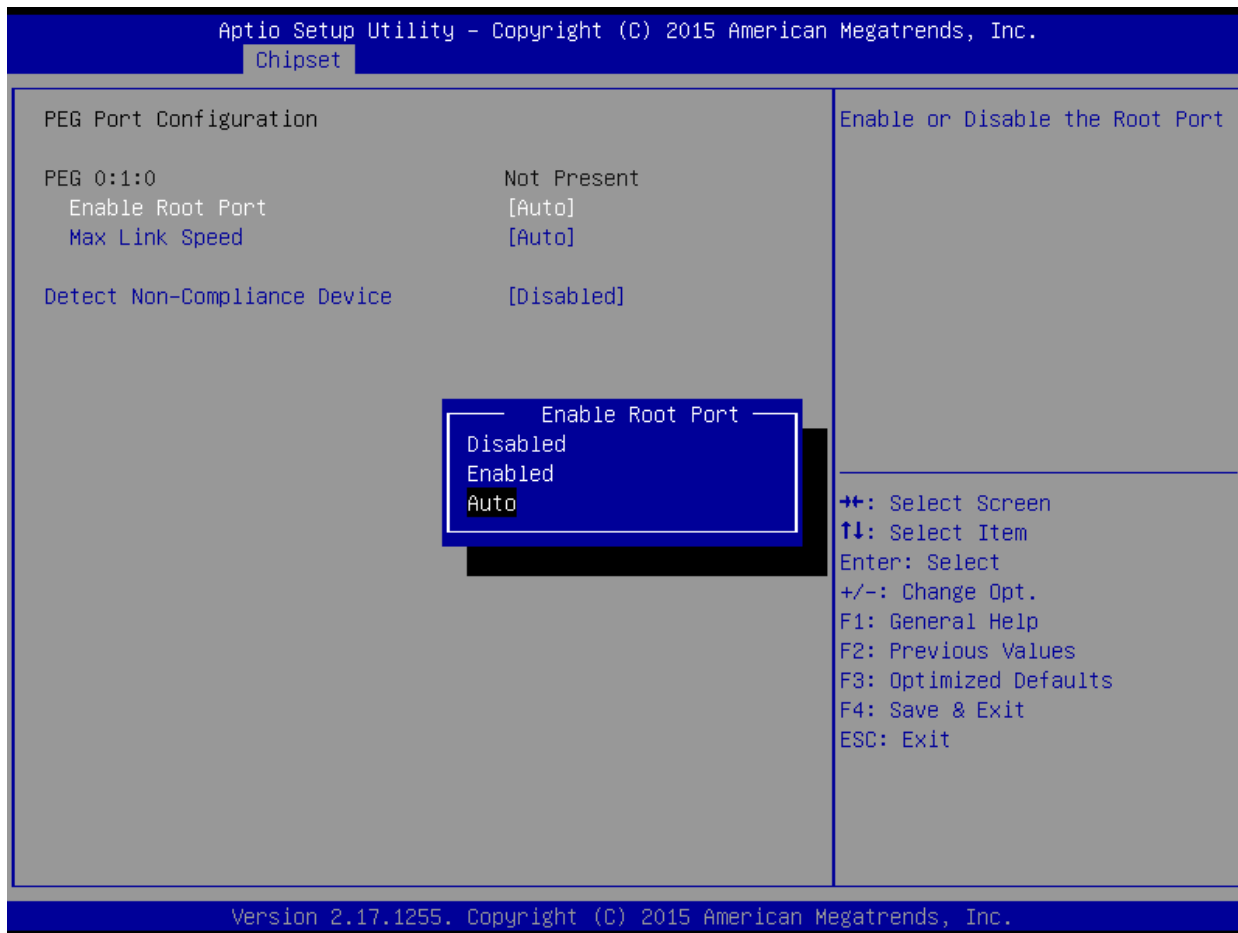 Aptio Setup Utility – Copyright (C) 2015 American Megatrends, Inc.
Chipset
PEG Port Configuration
PEG 0:1:0 Not Present
Enable Root Port [Auto]
Max Link Speed [Auto]
Detect Non-Compliance Device [Disabled]
Enable Root Port
Disabled
Enabled
Auto
Enable or Disable the Root Port
→←: Select Screen
↑↓: Select Item
Enter: Select
+/-: Change Opt.
F1: General Help
F2: Previous Values
F3: Optimized Defaults
F4: Save & Exit
ESC: Exit
Version 2.17.1255. Copyright (C) 2015 American Megatrends, Inc.